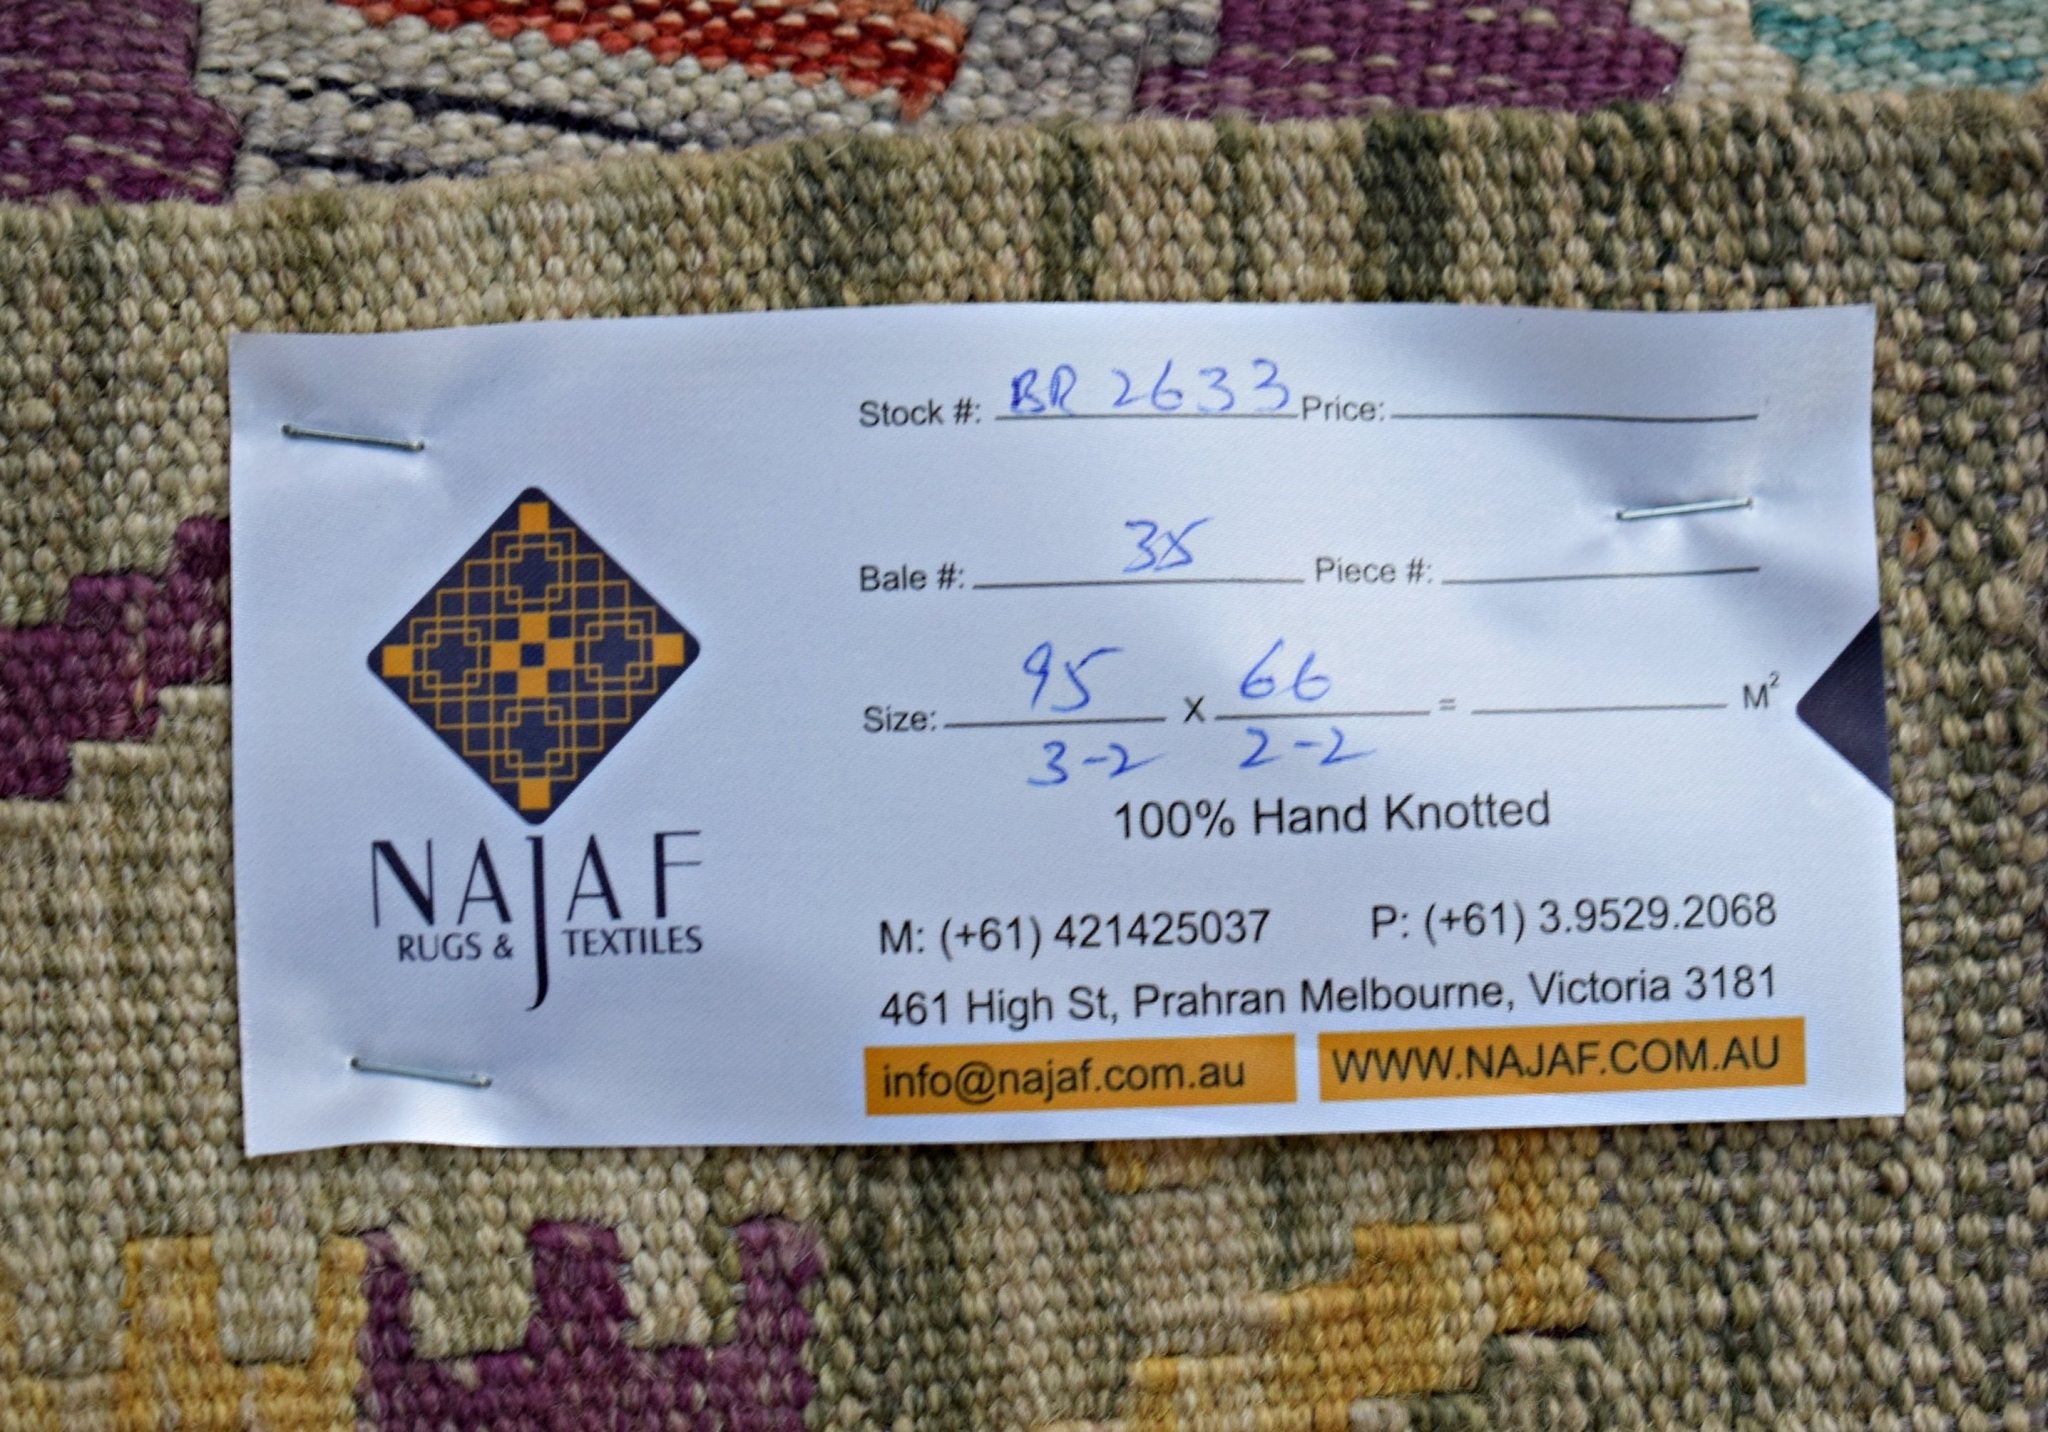 Stock #: BR 2633 Price:
Bale #: 35 Piece #:
Size: 95 X 66 = M²
3-2 2-2
100% Hand Knotted
NAJAF
RUGS & TEXTILES
M: (+61) 421425037 P: (+61) 3.9529.2068
461 High St, Prahran Melbourne, Victoria 3181
info@najaf.com.au WWW.NAJAF.COM.AU